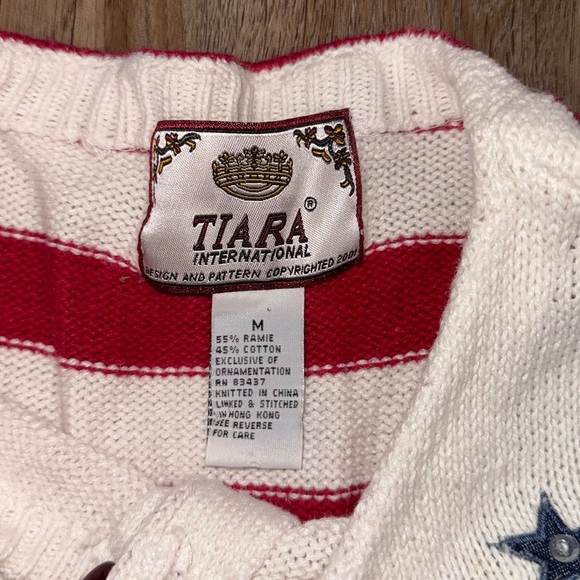 TIARA®
INTERNATIONAL
DESIGN AND PATTERN COPYRIGHTED 2001
M
55% RAMIE
45% COTTON
EXCLUSIVE OF
ORNAMENTATION
RN 83437
KNITTED IN CHINA
LINKED & STITCHED
IN HONG KONG
SEE REVERSE
FOR CARE